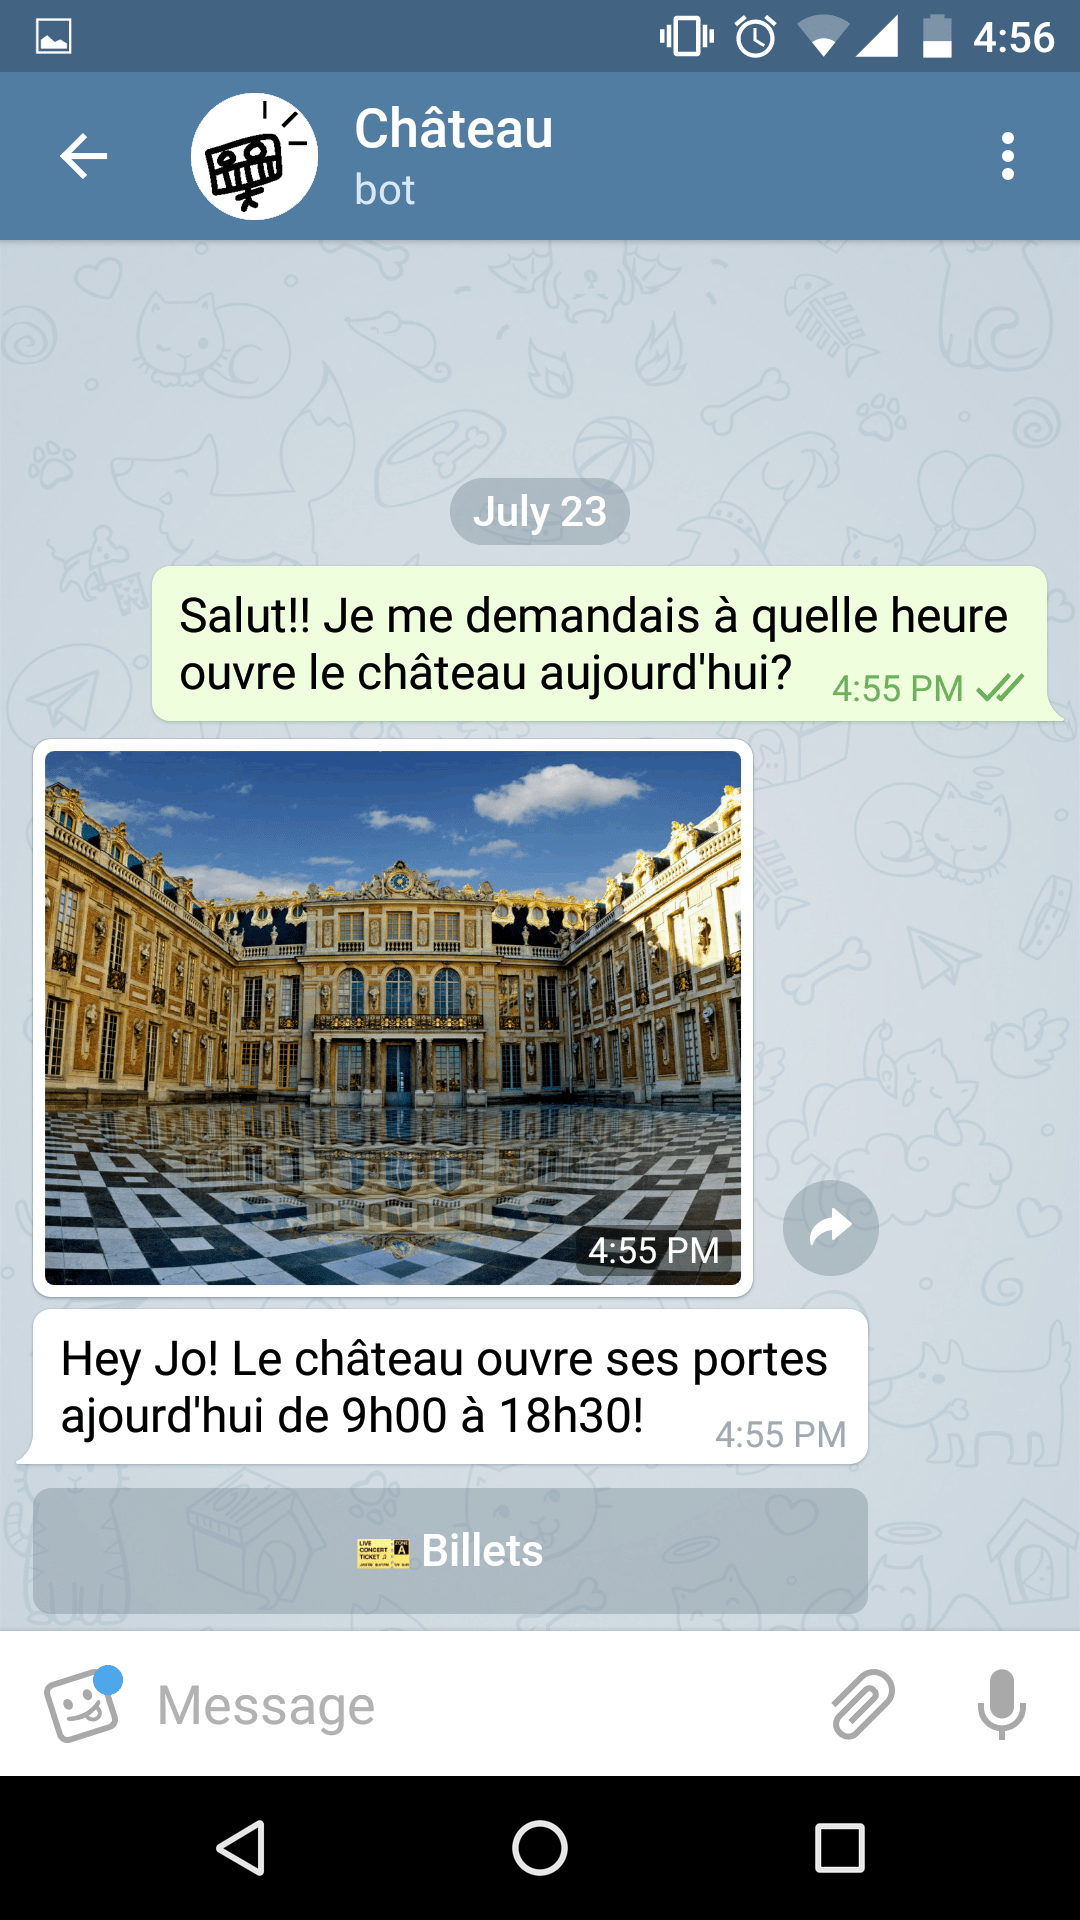 4:56
Château
bot
July 23
Salut!! Je me demandais à quelle heure
ouvre le château aujourd'hui?
4:55 PM
4:55 PM
Hey Jo! Le château ouvre ses portes
ajourd'hui de 9h00 à 18h30!
4:55 PM
LIVE
CONCERT
TICKET
A
Billets
Message